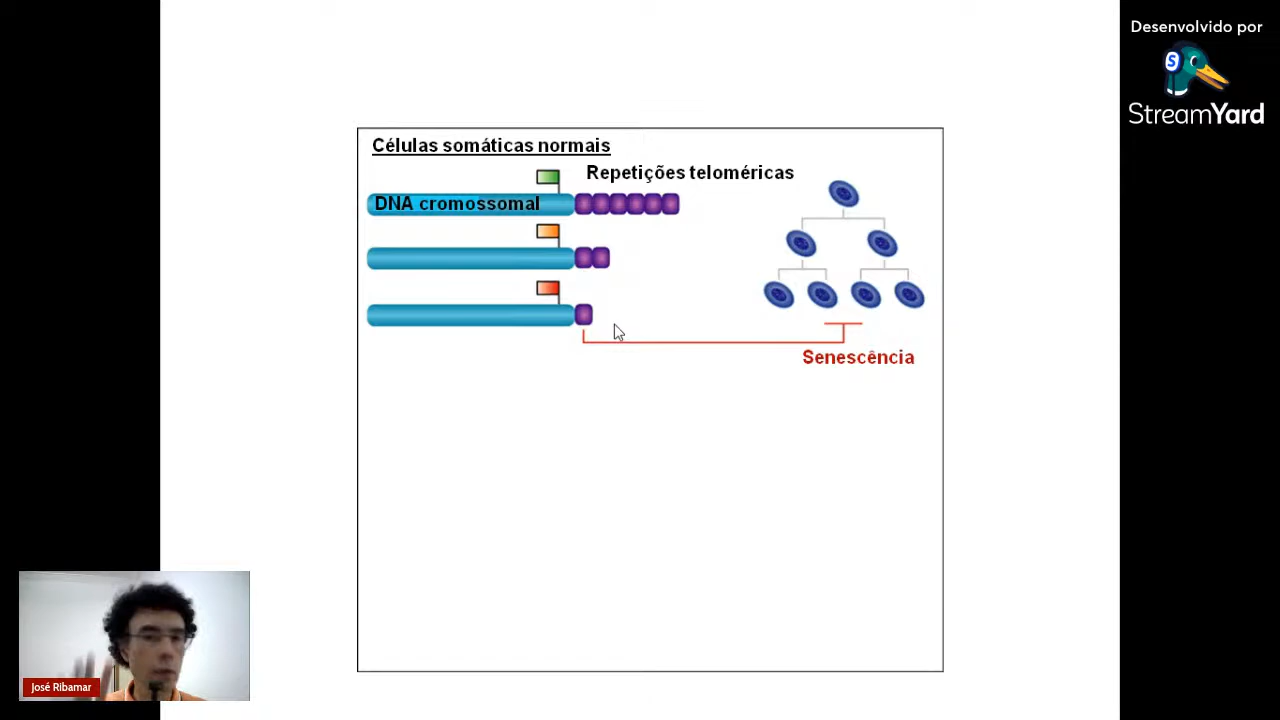 Desenvolvido por
StreamYard
Células somáticas normais
Repetições teloméricas
DNA cromossomal
Senescência
José Ribamar